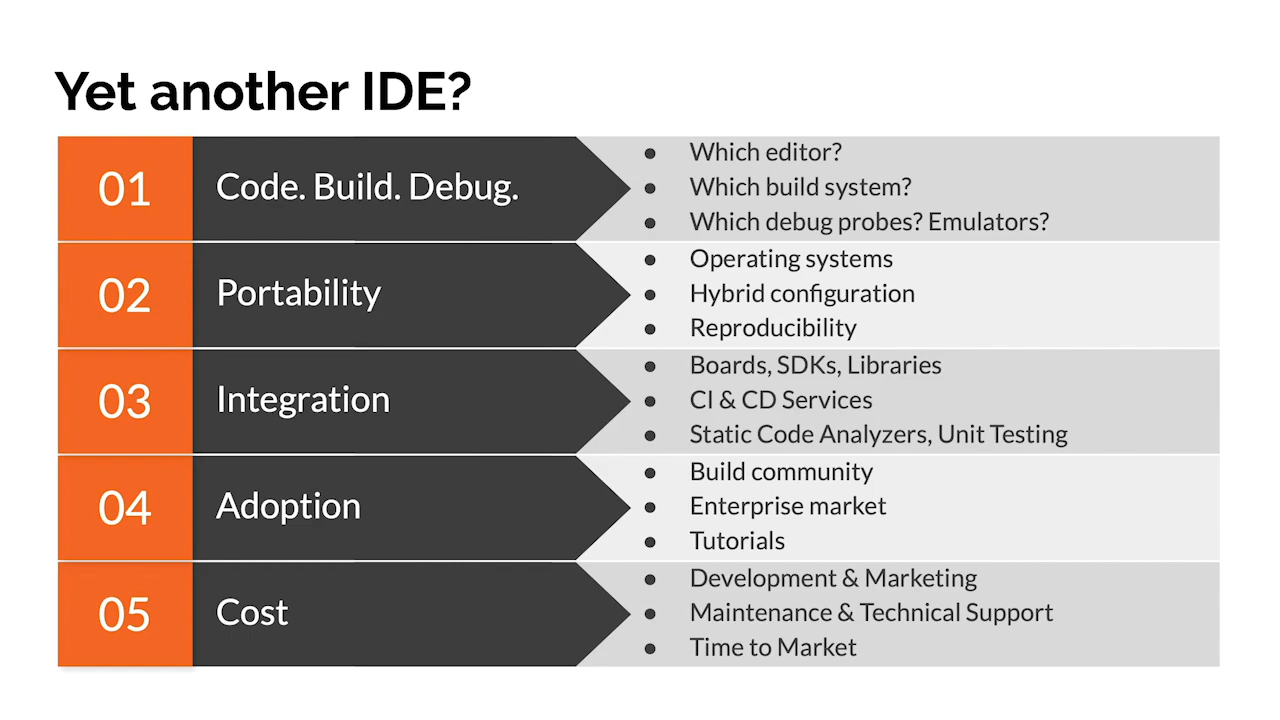 Yet another IDE?
01
Code. Build. Debug.
● Which editor?
● Which build system?
● Which debug probes? Emulators?
02
Portability
● Operating systems
● Hybrid configuration
● Reproducibility
03
Integration
● Boards, SDKs, Libraries
● CI & CD Services
● Static Code Analyzers, Unit Testing
04
Adoption
● Build community
● Enterprise market
● Tutorials
05
Cost
● Development & Marketing
● Maintenance & Technical Support
● Time to Market